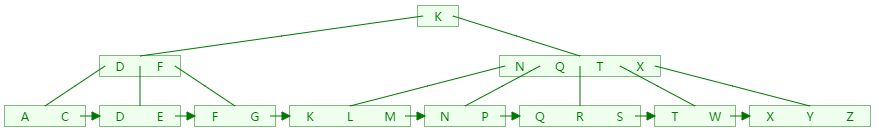 K
D F N Q T X
A C D E F G K L M N P Q R S T W X Y Z